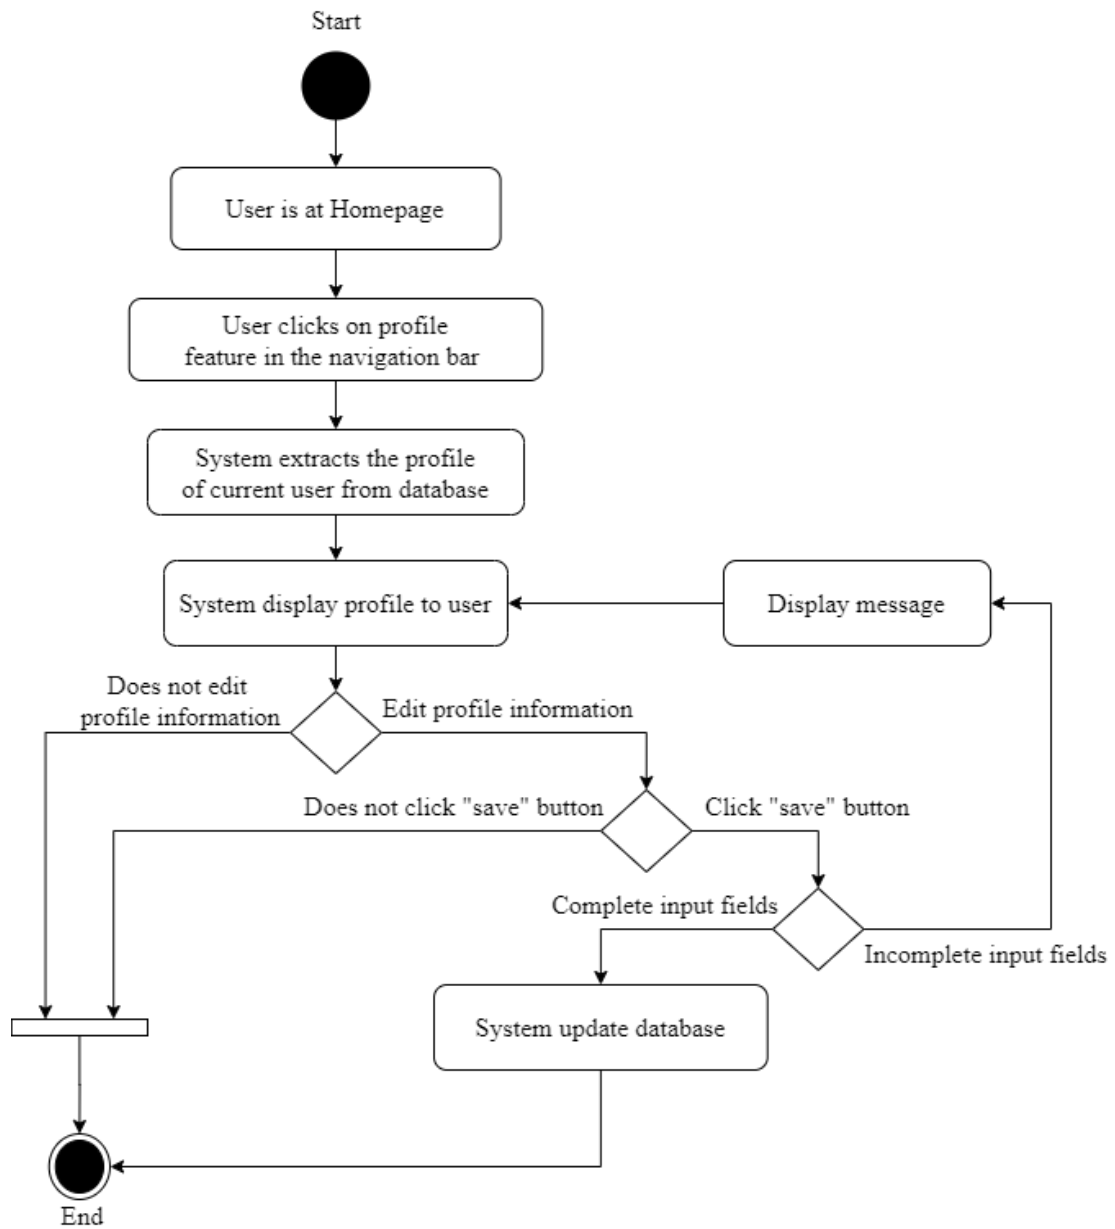 Start
User is at Homepage
User clicks on profile
feature in the navigation bar
System extracts the profile
of current user from database
System display profile to user
Display message
Does not edit
profile information
Edit profile information
Does not click "save" button
Click "save" button
Complete input fields
Incomplete input fields
System update database
End